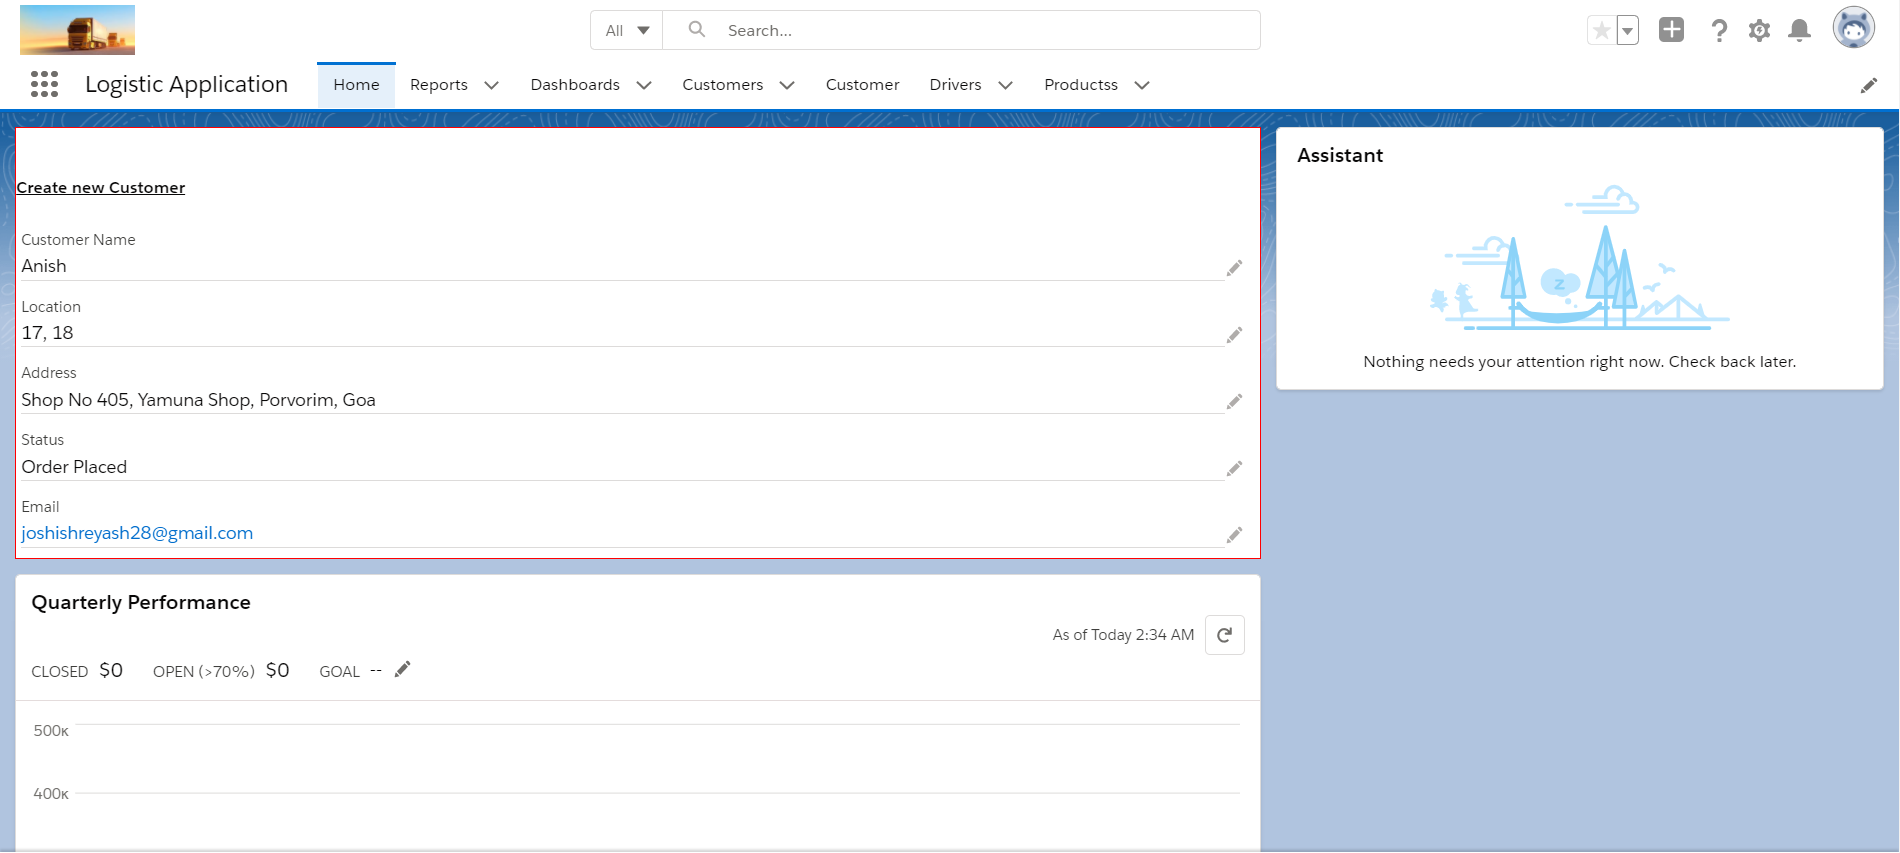 All
Search...
Logistic Application
Home
Reports
Dashboards
Customers
Customer
Drivers
Productss
Create new Customer
Customer Name
Anish
Location
17, 18
Address
Shop No 405, Yamuna Shop, Porvorim, Goa
Status
Order Placed
Email
joshishreyash28@gmail.com
Assistant
z
Nothing needs your attention right now. Check back later.
Quarterly Performance
As of Today 2:34 AM
CLOSED $0 OPEN (>70%) $0 GOAL --
500K
400K